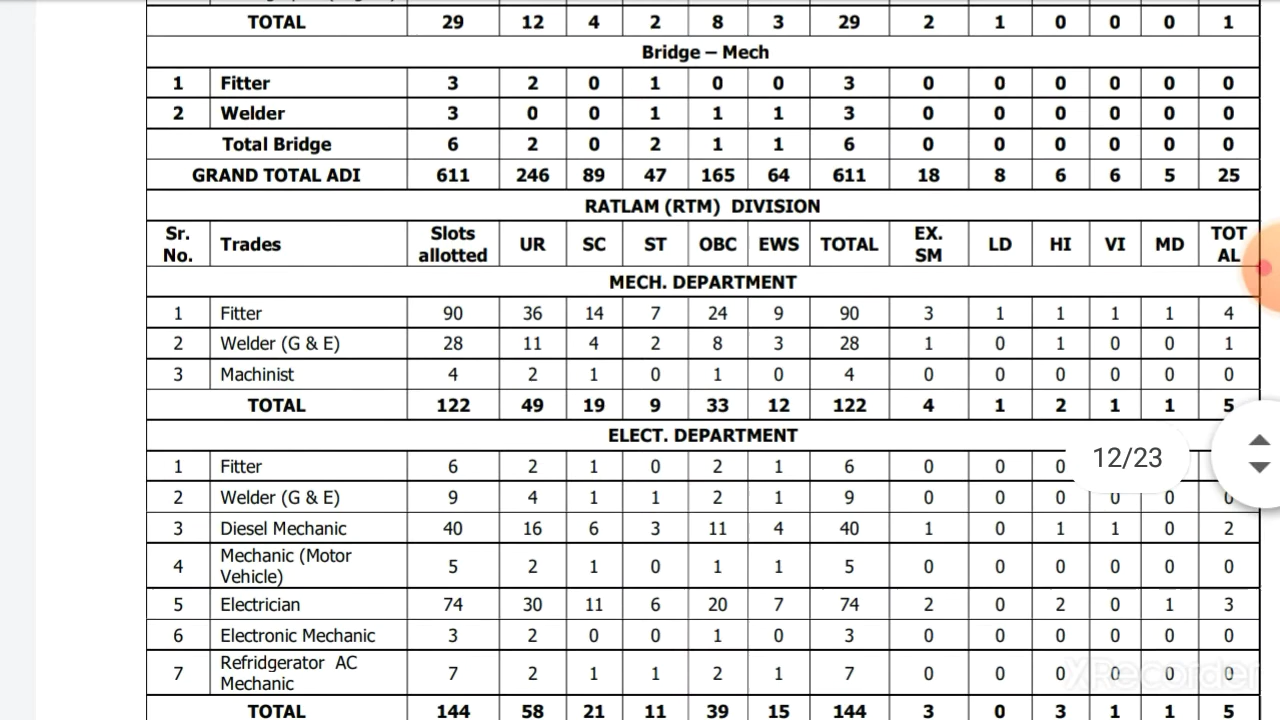 TOTAL 29 12 4 2 8 3 29 2 1 0 0 0 1
Bridge – Mech
1 Fitter 3 2 0 1 0 0 3 0 0 0 0 0 0
2 Welder 3 0 0 1 1 1 3 0 0 0 0 0 0
Total Bridge 6 2 0 2 1 1 6 0 0 0 0 0 0
GRAND TOTAL ADI 611 246 89 47 165 64 611 18 8 6 6 5 25
RATLAM (RTM) DIVISION
Sr. No. Trades Slots allotted UR SC ST OBC EWS TOTAL EX. SM LD HI VI MD TOT AL
MECH. DEPARTMENT
1 Fitter 90 36 14 7 24 9 90 3 1 1 1 1 4
2 Welder (G & E) 28 11 4 2 8 3 28 1 0 1 0 0 1
3 Machinist 4 2 1 0 1 0 4 0 0 0 0 0 0
TOTAL 122 49 19 9 33 12 122 4 1 2 1 1 5
ELECT. DEPARTMENT
1 Fitter 6 2 1 0 2 1 6 0 0 0
12/23
2 Welder (G & E) 9 4 1 1 2 1 9 0 0 0 0 0 0
3 Diesel Mechanic 40 16 6 3 11 4 40 1 0 1 1 0 2
4 Mechanic (Motor Vehicle) 5 2 1 0 1 1 5 0 0 0 0 0 0
5 Electrician 74 30 11 6 20 7 74 2 0 2 0 1 3
6 Electronic Mechanic 3 2 0 0 1 0 3 0 0 0 0 0 0
7 Refridgerator AC Mechanic 7 2 1 1 2 1 7 0 0 0 0 0 0
XRecorder
TOTAL 144 58 21 11 39 15 144 3 0 3 1 1 5